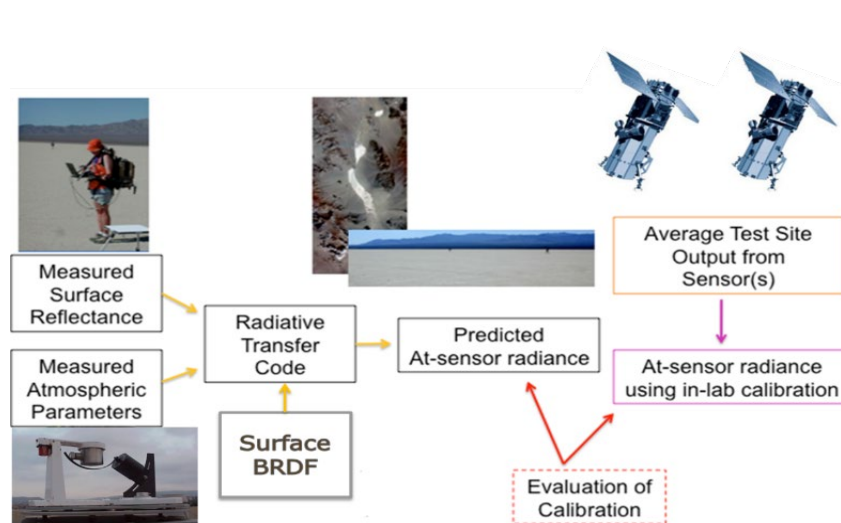 Measured
Surface
Reflectance
Measured
Atmospheric
Parameters
Radiative
Transfer
Code
Surface
BRDF
Predicted
At-sensor radiance
Average Test Site
Output from
Sensor(s)
At-sensor radiance
using in-lab calibration
Evaluation of
Calibration